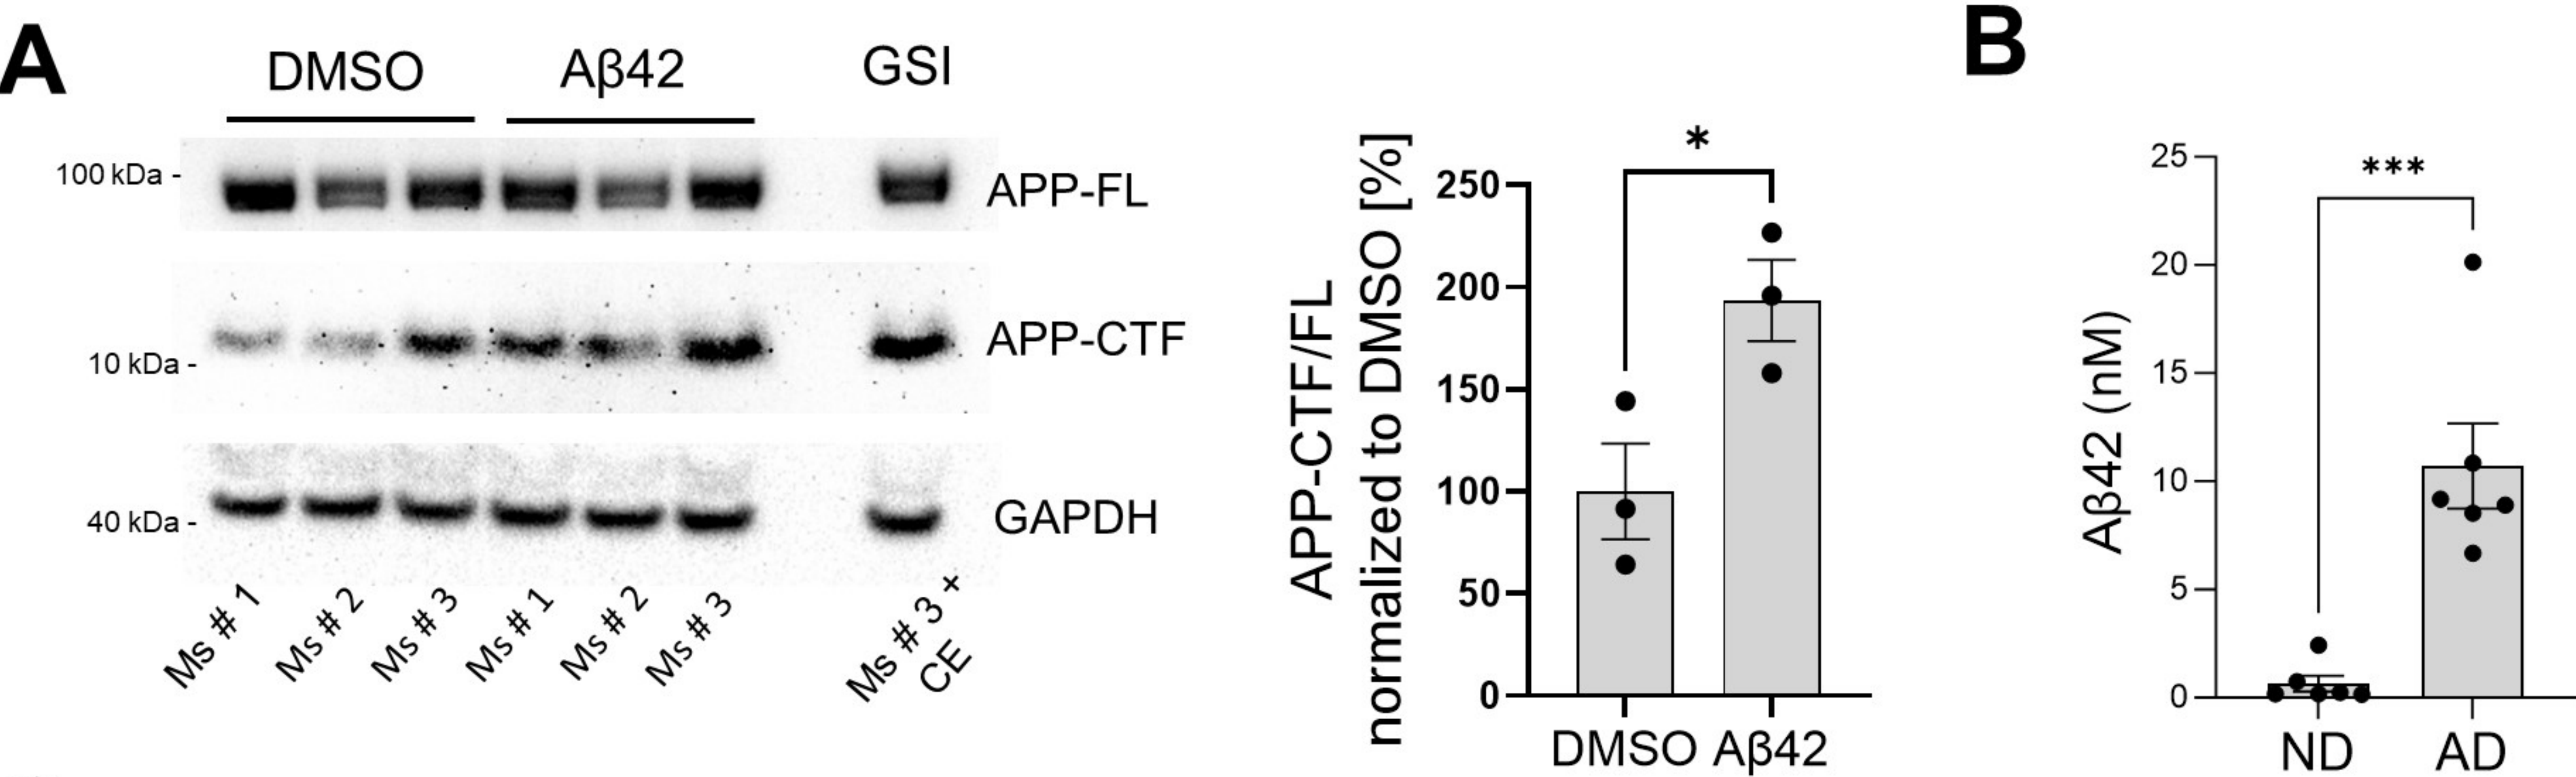 A
DMSO
Aβ42
GSI
100 kDa -
APP-FL
10 kDa -
APP-CTF
40 kDa -
GAPDH
Ms # 1
Ms # 2
Ms # 3
Ms # 1
Ms # 2
Ms # 3
Ms # 3 +
CE
APP-CTF/FL
normalized to DMSO [%]
250
200
150
100
50
0
*
DMSO
Aβ42
B
Aβ42 (nM)
25
20
15
10
5
0
***
ND
AD